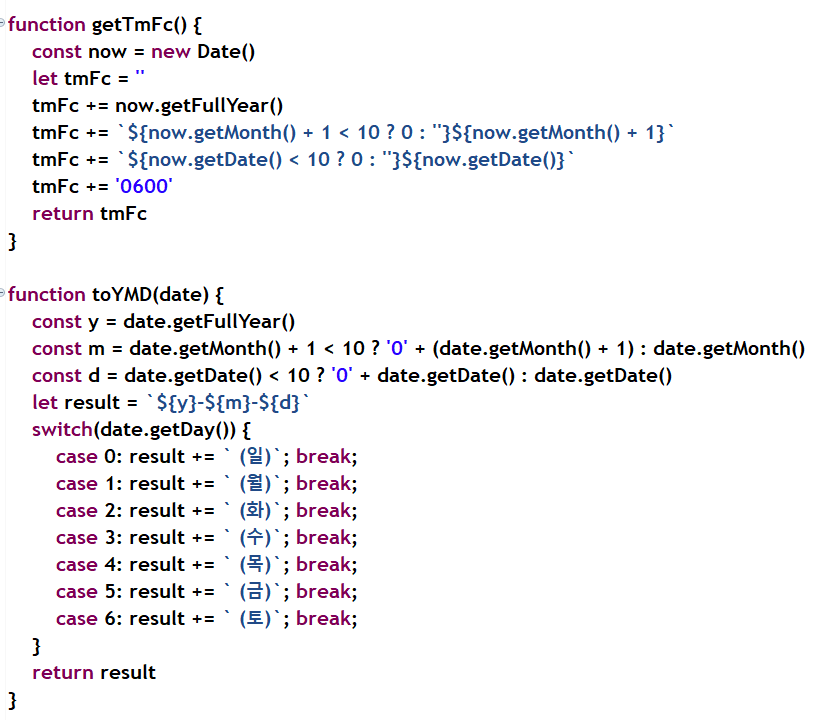 function getTmFc() {
    const now = new Date()
    let tmFc = ''
    tmFc += now.getFullYear()
    tmFc += `${now.getMonth() + 1 < 10 ? 0 : ''}${now.getMonth() + 1}`
    tmFc += `${now.getDate() < 10 ? 0 : ''}${now.getDate()}`
    tmFc += '0600'
    return tmFc
}
function toYMD(date) {
    const y = date.getFullYear()
    const m = date.getMonth() + 1 < 10 ? '0' + (date.getMonth() + 1) : date.getMonth()
    const d = date.getDate() < 10 ? '0' + date.getDate() : date.getDate()
    let result = `${y}-${m}-${d}`
    switch(date.getDay()) {
        case 0: result += ` (일)`; break;
        case 1: result += ` (월)`; break;
        case 2: result += ` (화)`; break;
        case 3: result += ` (수)`; break;
        case 4: result += ` (목)`; break;
        case 5: result += ` (금)`; break;
        case 6: result += ` (토)`; break;
    }
    return result
}